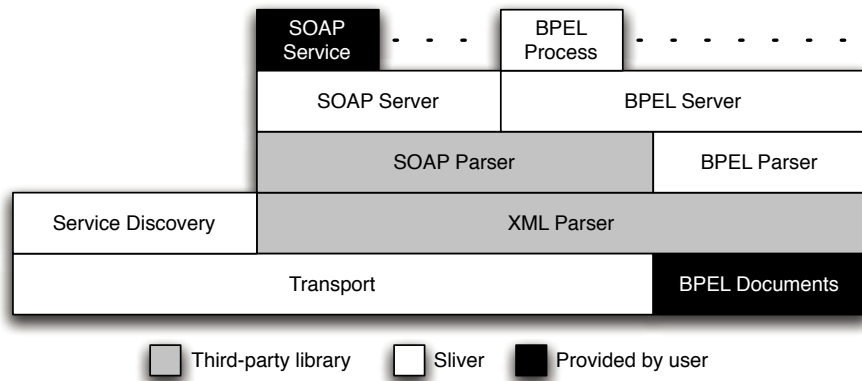 SOAP
Service
BPEL
Process
SOAP Server
BPEL Server
SOAP Parser
BPEL Parser
Service Discovery
XML Parser
Transport
BPEL Documents
Third-party library
Sliver
Provided by user